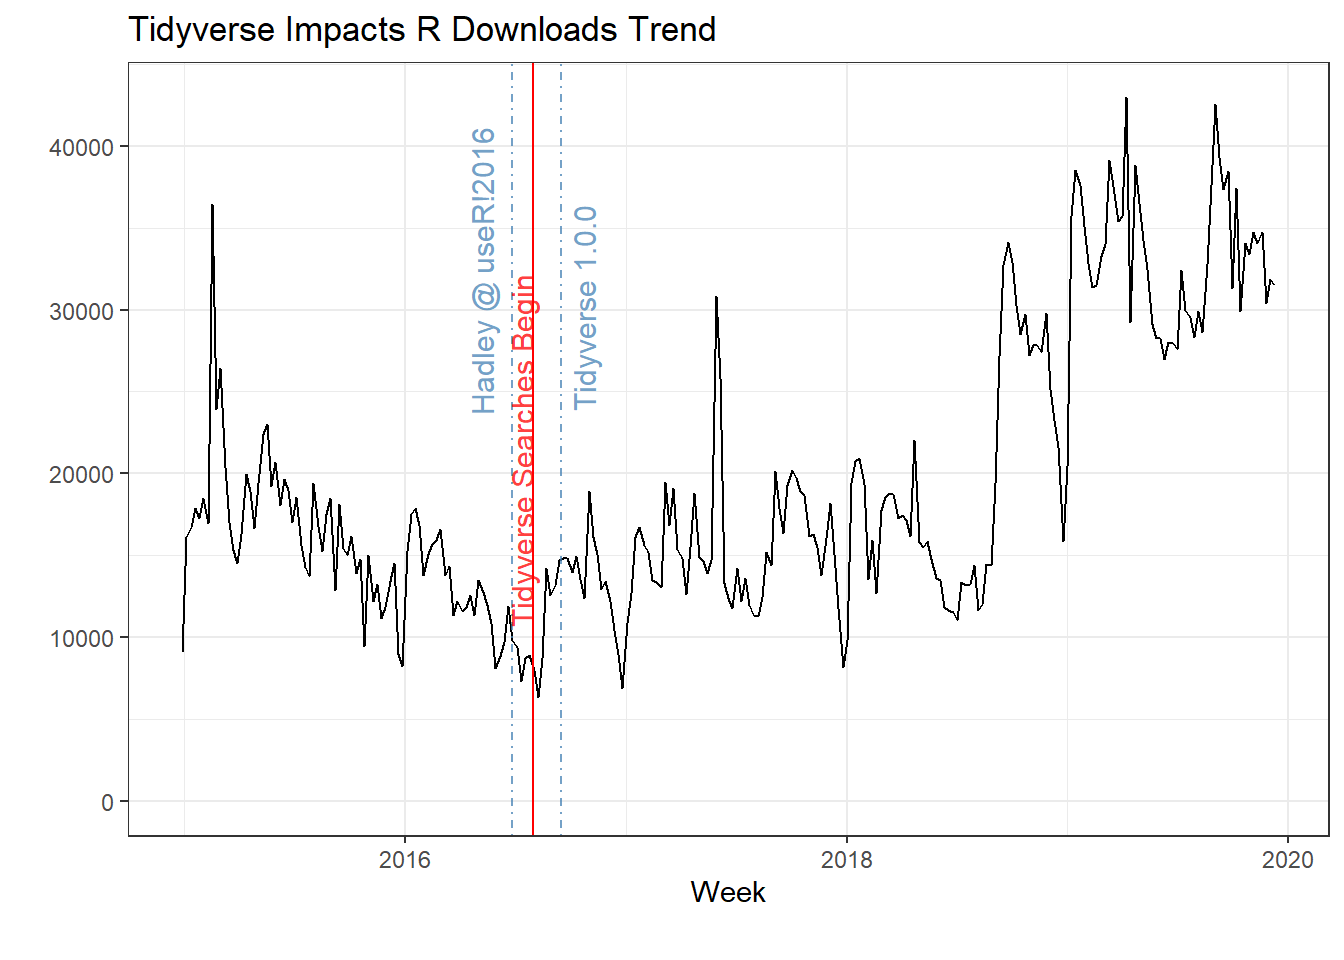 Tidyverse Impacts R Downloads Trend
40000
30000
20000
10000
0
Hadley @ useR!2016
Tidyverse Searches Begin
Tidyverse 1.0.0
2016
2018
2020
Week